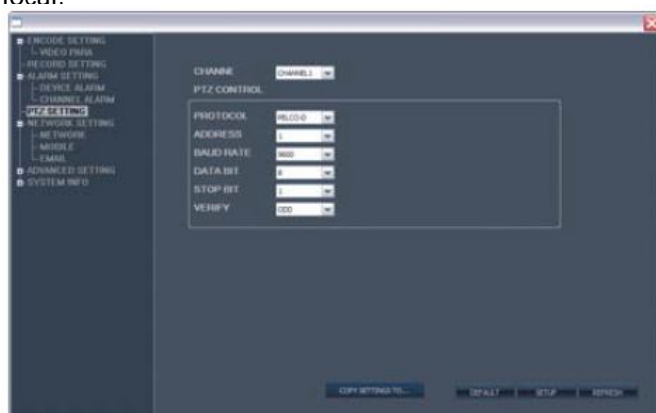 local.
ENCODE SETTING
VIDEO PARA
RECORD SETTING
ALARM SETTING
DEVICE ALARM
CHANNEL ALARM
PTZ SETTING
NETWORK SETTING
NETWORK
MOBILE
EMAIL
ADVANCED SETTING
SYSTEM INFO
CHANNE CHANNEL1
PTZ CONTROL
PROTOCOL PELCO-D
ADDRESS 1
BAUD RATE 9600
DATA BIT 8
STOP BIT 1
VERIFY ODD
COPY SETTINGS TO... DEFAULT SETUP REFRESH